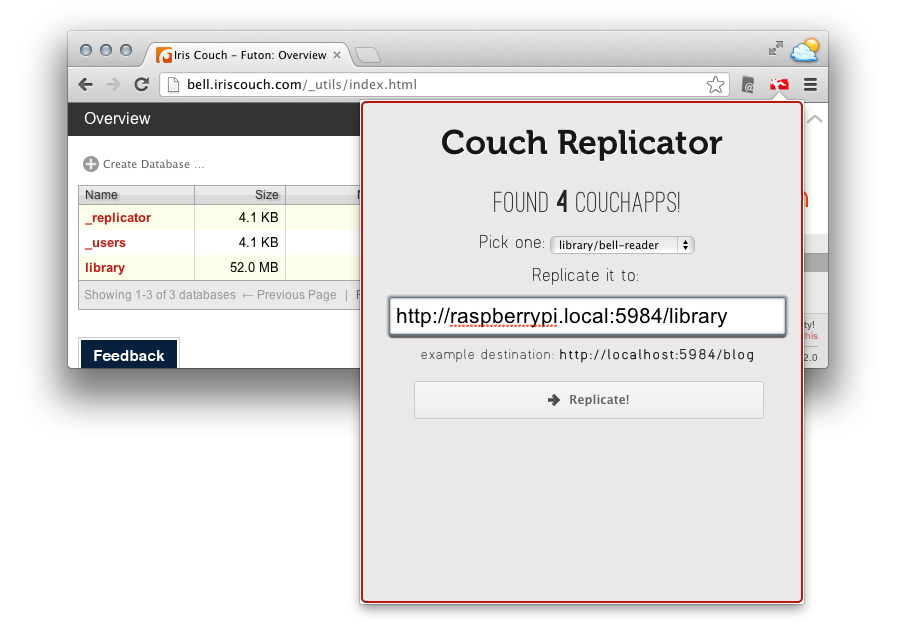 Iris Couch – Futon: Overview
bell.iriscouch.com/_utils/index.html
Overview
Create Database ...
Name Size
_replicator 4.1 KB
_users 4.1 KB
library 52.0 MB
Showing 1-3 of 3 databases ← Previous Page |
Feedback
Couch Replicator
FOUND 4 COUCHAPPS!
Pick one: library/bell-reader
Replicate it to:
http://raspberrypi.local:5984/library
example destination: http://localhost:5984/blog
Replicate!
ty!
this
2.0